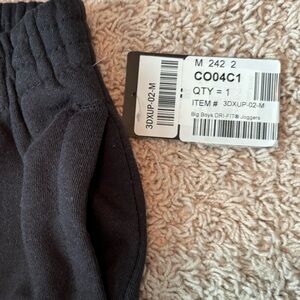 3DXUP-02-M
M 242 2
CO04C1
QTY = 1
ITEM # 3DXUP-02-M
Big Boys DRI-FIT® Joggers